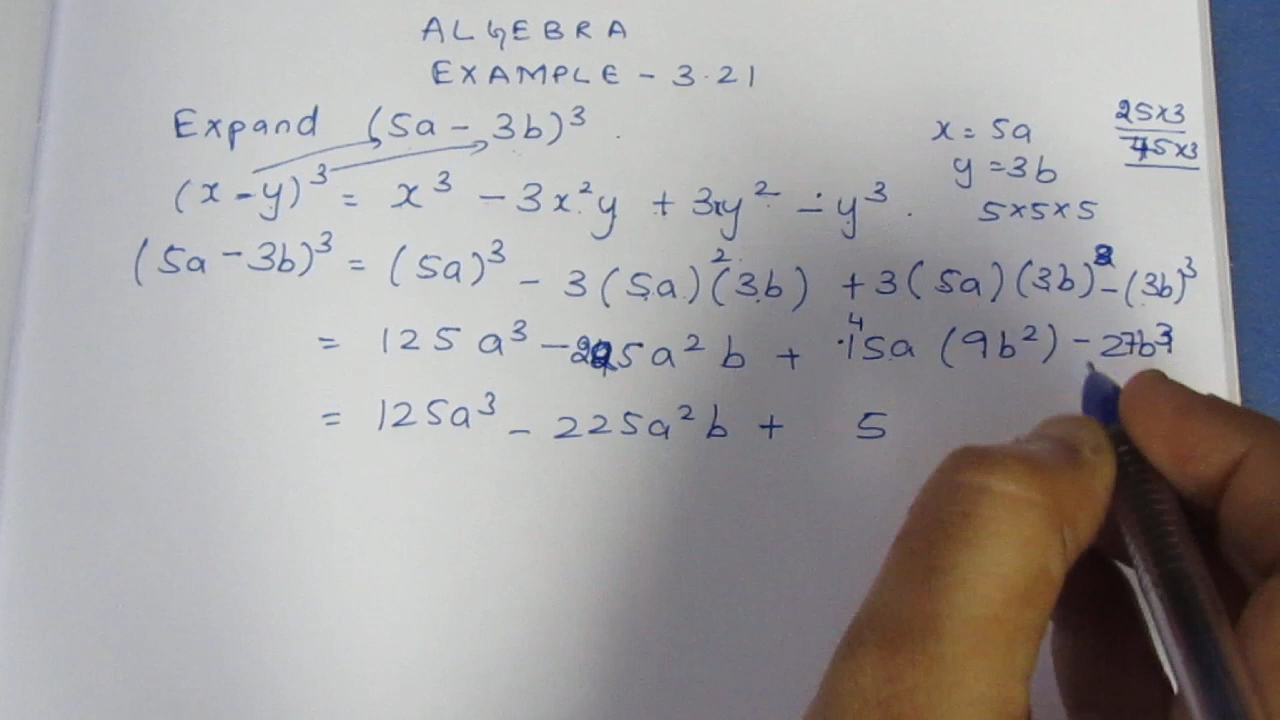 ALGEBRA
EXAMPLE - 3.21
Expand (5a - 3b)³.
x = 5a
25×3
75×3
y = 3b
(x - y)³ = x³ - 3x²y + 3xy² - y³.
5×5×5
(5a - 3b)³ = (5a)³ - 3(5a)²(3b) + 3(5a)(3b)² - (3b)³
= 125a³ - 225a²b + 15a (9b²) - 27b³
4
= 125a³ - 225a²b + 5